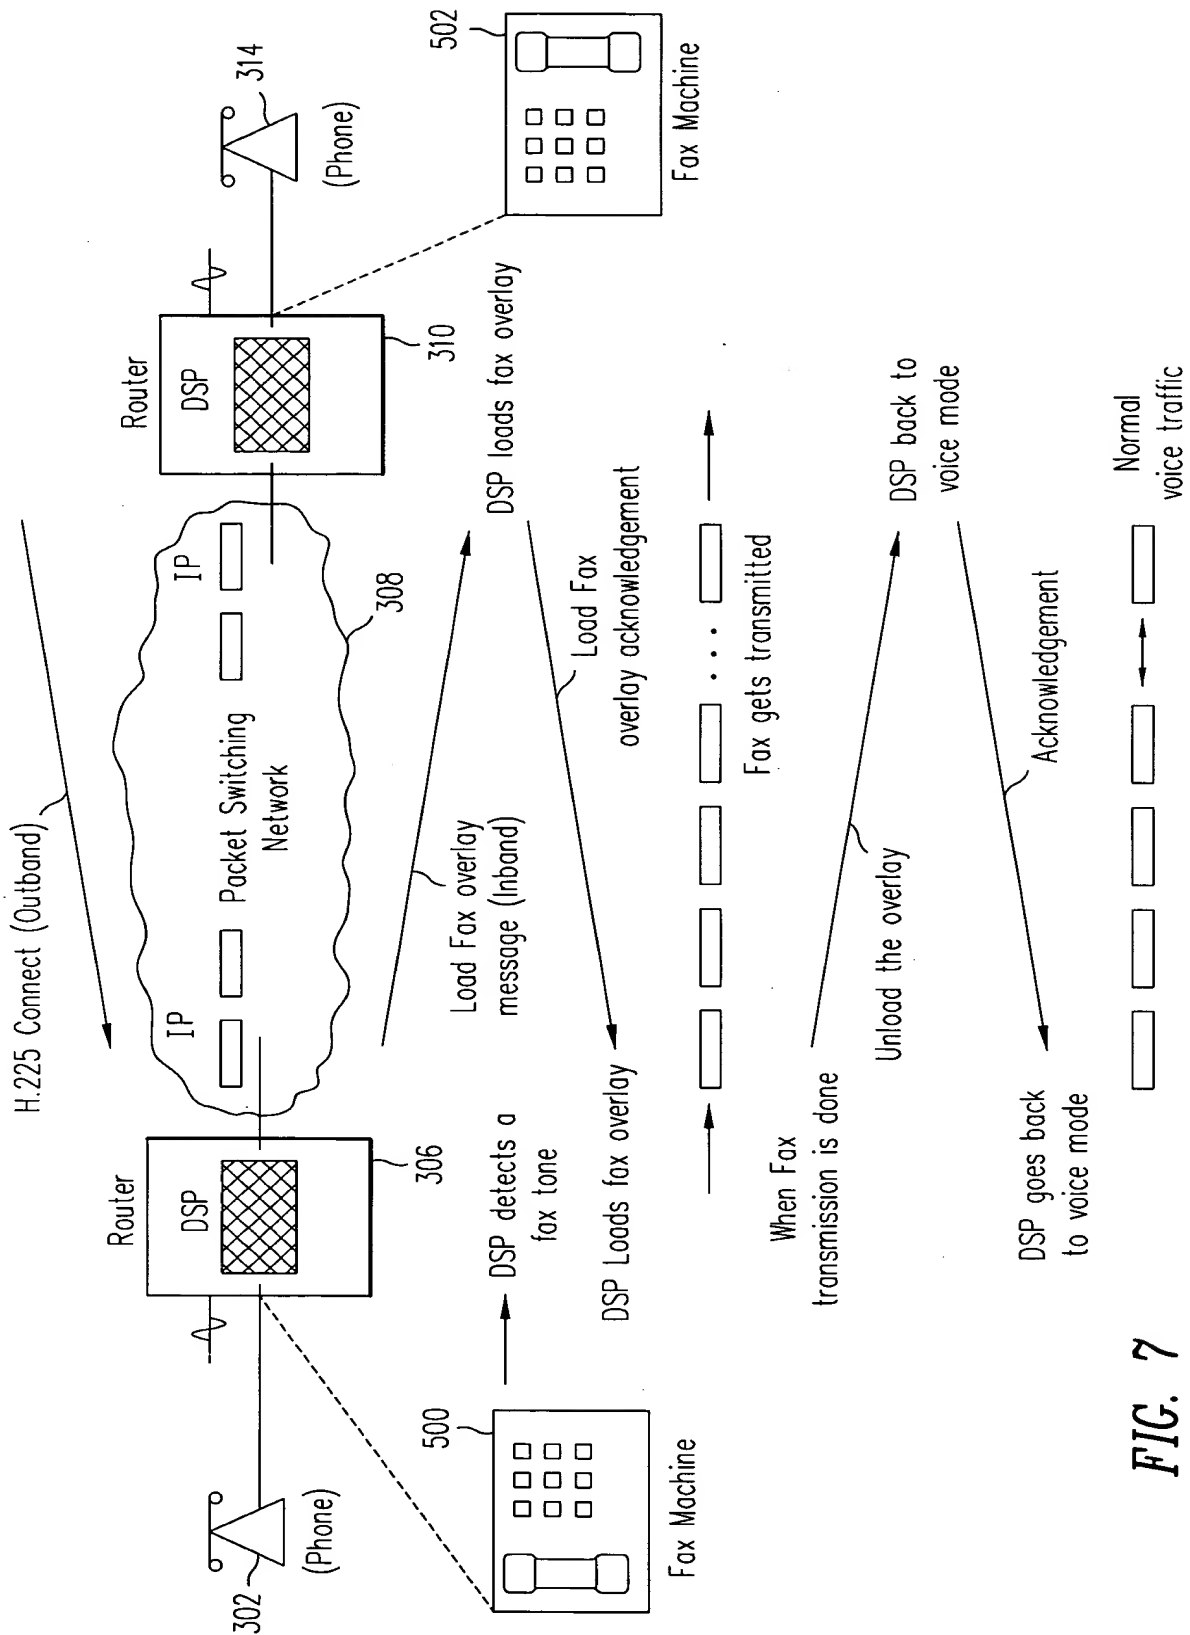 H.225 Connect (Outband)
Router
DSP
306
302
(Phone)
IP
Packet Switching
Network
IP
308
Router
DSP
310
314
(Phone)
500
Fax Machine
DSP detects a
fax tone
Load Fax overlay
message (Inband)
DSP loads fax overlay
502
Fax Machine
DSP Loads fax overlay
Load Fax
overlay acknowledgement
Fax gets transmitted
When Fax
transmission is done
Unload the overlay
DSP back to
voice mode
DSP goes back
to voice mode
Acknowledgement
Normal
voice traffic
FIG. 7